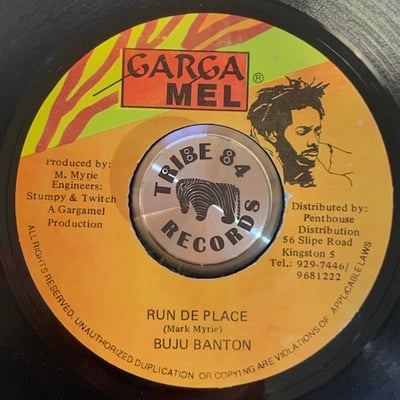 GARGA
MEL ®
Produced by:
M. Myrie
Engineers:
Stumpy & Twitch
A Gargamel
Production
TRIBE 84
RECORDS
Distributed by:
Penthouse
Distribution
56 Slipe Road
Kingston 5
Tel.: 929-7446/
9681222
RUN DE PLACE
(Mark Myrie)
BUJU BANTON
ALL RIGHTS RESERVED. UNAUTHORIZED DUPLICATION OR COPYING ARE VIOLATIONS OF APPLICABLE LAWS